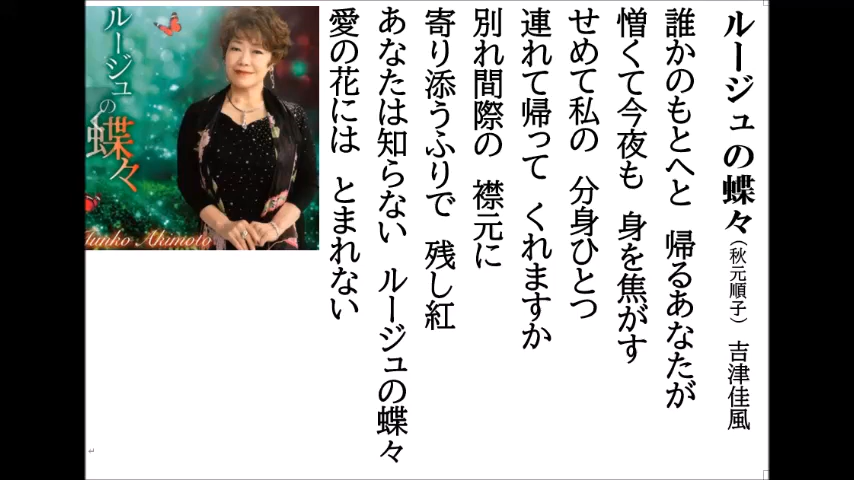 ルージュの蝶々(秋元順子) 吉津佳風
誰かのもとへと 帰るあなたが
憎くて今夜も 身を焦がす
せめて私の 分身ひとつ
連れて帰って くれますか
別れ間際の 襟元に
寄り添うふりで 残し紅
あなたは知らない ルージュの蝶々
愛の花には とまれない
ルージュの蝶々
Junko Akimoto